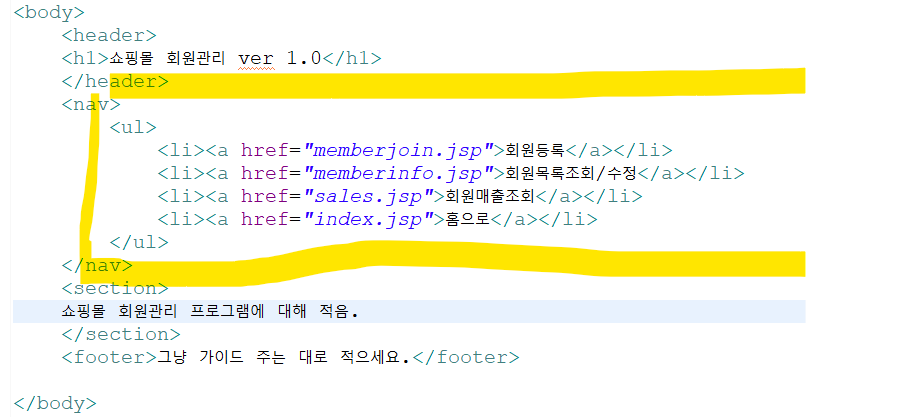 <body>
<header>
<h1>쇼핑몰 회원관리 ver 1.0</h1>
</header>
<nav>
<ul>
<li><a href="memberjoin.jsp">회원등록</a></li>
<li><a href="memberinfo.jsp">회원목록조회/수정</a></li>
<li><a href="sales.jsp">회원매출조회</a></li>
<li><a href="index.jsp">홈으로</a></li>
</ul>
</nav>
<section>
쇼핑몰 회원관리 프로그램에 대해 적음.
</section>
<footer>그냥 가이드 주는 대로 적으세요.</footer>
</body>